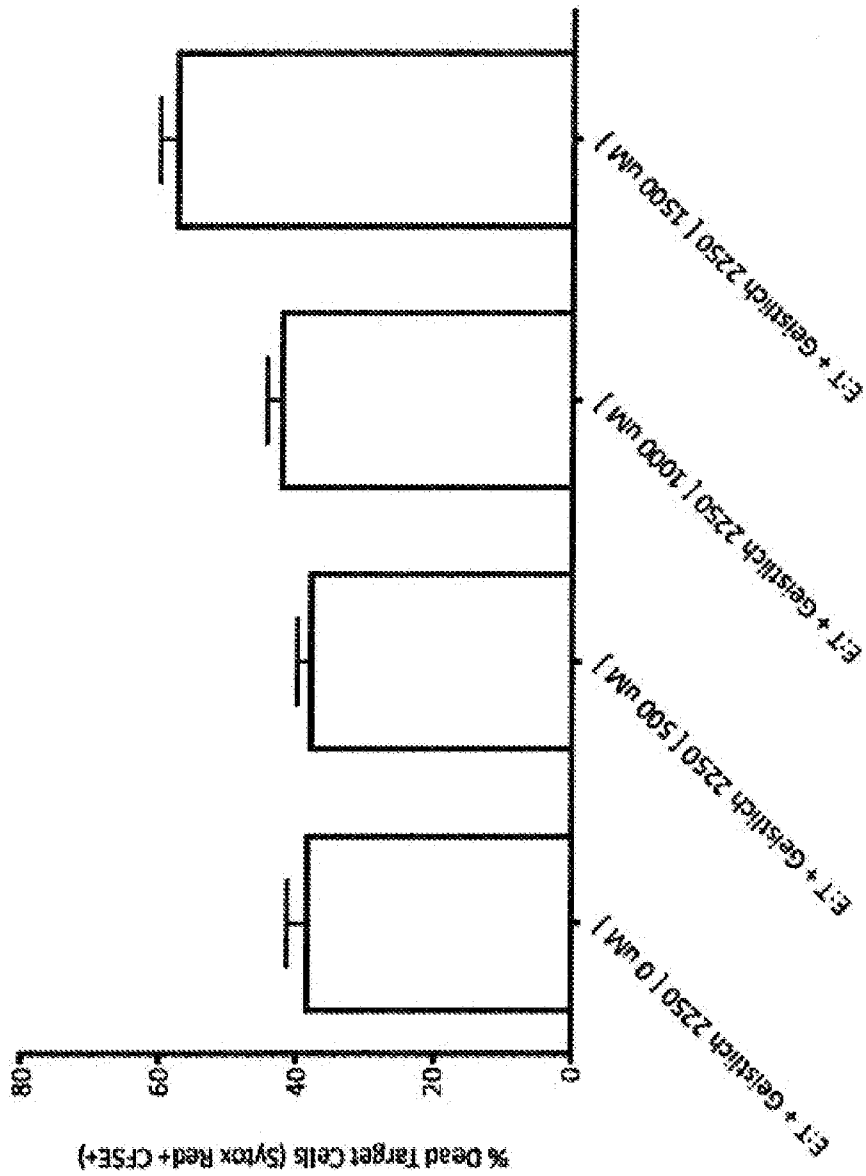 % Dead Target Cells (Sytox Red+ CFSE+)
80
60
40
20
0
E:T + Geistlich 2250 [ 0 uM ]
E:T + Geistlich 2250 [ 500 uM ]
E:T + Geistlich 2250 [ 1000 uM ]
E:T + Geistlich 2250 [ 1500 uM ]